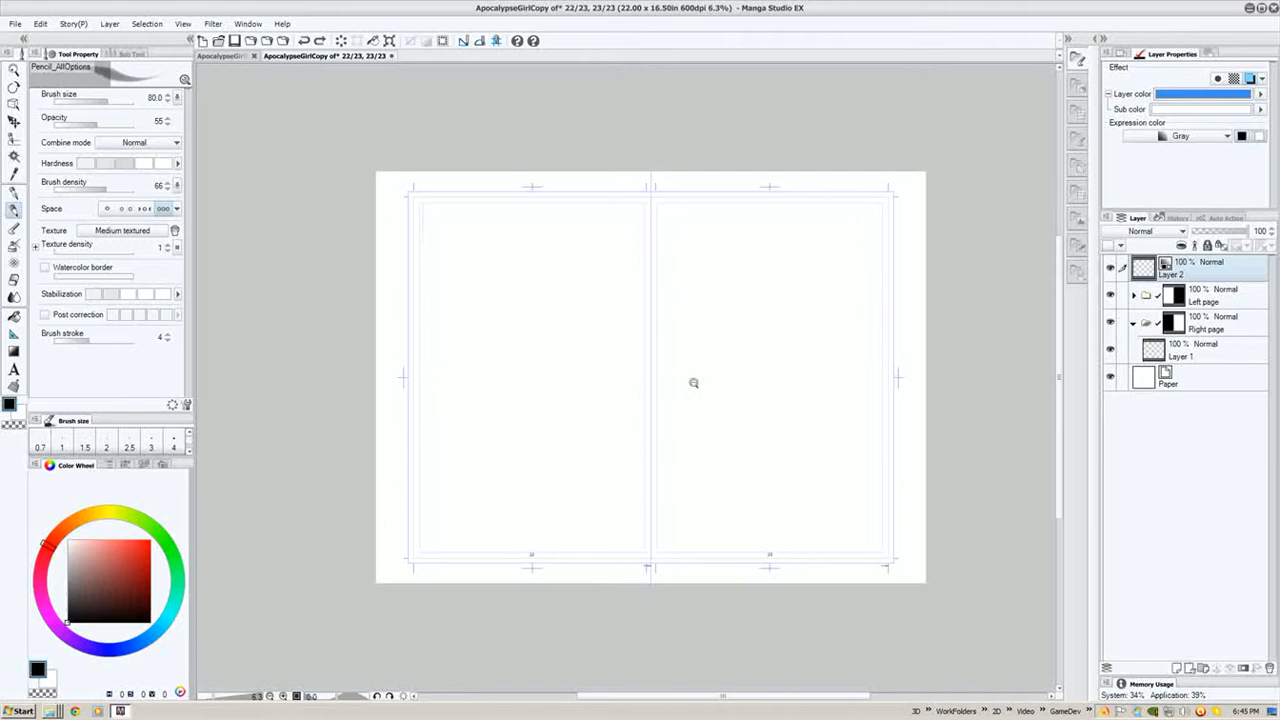 ApocalypseGirlCopy of* 22/23, 23/23 (22.00 x 16.50in 600dpi 6.3%) - Manga Studio EX
File Edit Story(P) Layer Selection View Filter Window Help
Tool Property Sub Tool
ApocalypseGirl ApocalypseGirlCopy of* 22/23, 23/23
Pencil_AllOptions
Brush size 80.0
Opacity 55
Combine mode Normal
Hardness
Brush density 66
Space
Texture Medium textured
Texture density 1
Watercolor border
Stabilization
Post correction
Brush stroke 4
Brush size
0.7 1 1.5 2 2.5 3 4
Color Wheel
H 0 S 0 V 0
6.3 0.0
Layer Properties
Effect
Layer color
Sub color
Expression color
Gray
Layer History Auto Action
Normal 100
100 % Normal
Layer 2
100 % Normal
Left page
100 % Normal
Right page
100 % Normal
Layer 1
Paper
Memory Usage
System: 34% Application: 39%
Start 3D WorkFolders 2D Video GameDev 6:45 PM